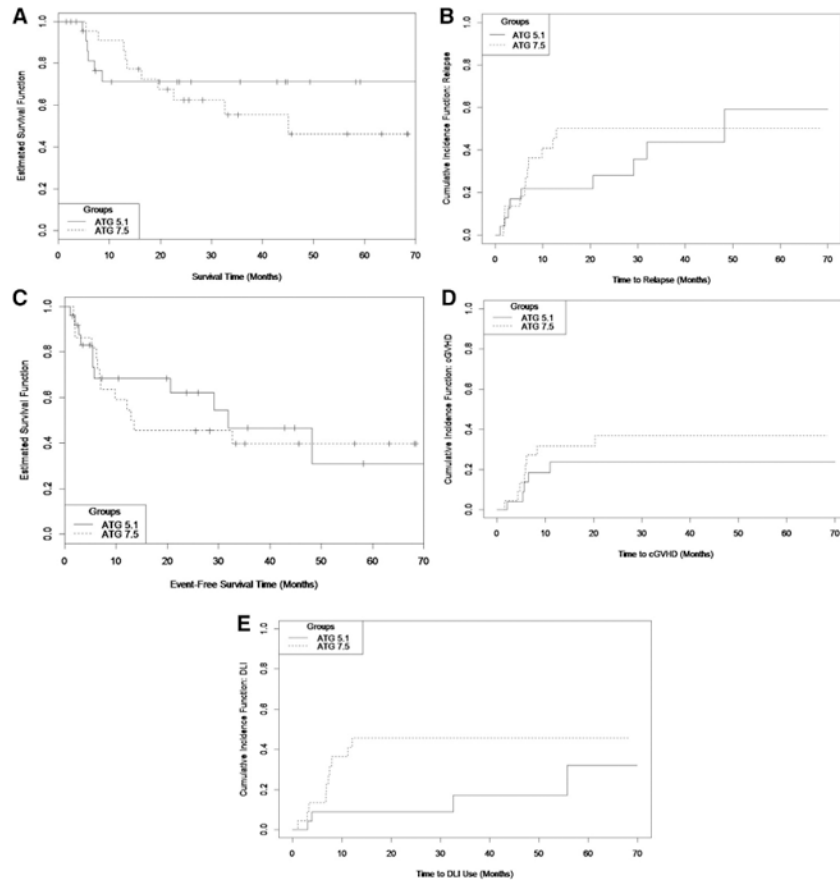 A
Estimated Survival Function
1.0
0.8
0.6
0.4
0.2
0.0
Groups
ATG 5.1
ATG 7.5
0 10 20 30 40 50 60 70
Survival Time (Months)
B
Cumulative Incidence Function: Relapse
1.0
0.8
0.6
0.4
0.2
0.0
Groups
ATG 5.1
ATG 7.5
0 10 20 30 40 50 60 70
Time to Relapse (Months)
C
Estimated Survival Function
1.0
0.8
0.6
0.4
0.2
0.0
Groups
ATG 5.1
ATG 7.5
0 10 20 30 40 50 60 70
Event-Free Survival Time (Months)
D
Cumulative Incidence Function: cGVHD
1.0
0.8
0.6
0.4
0.2
0.0
Groups
ATG 5.1
ATG 7.5
0 10 20 30 40 50 60 70
Time to cGVHD (Months)
E
Cumulative Incidence Function: DLI
1.0
0.8
0.6
0.4
0.2
0.0
Groups
ATG 5.1
ATG 7.5
0 10 20 30 40 50 60 70
Time to DLI Use (Months)